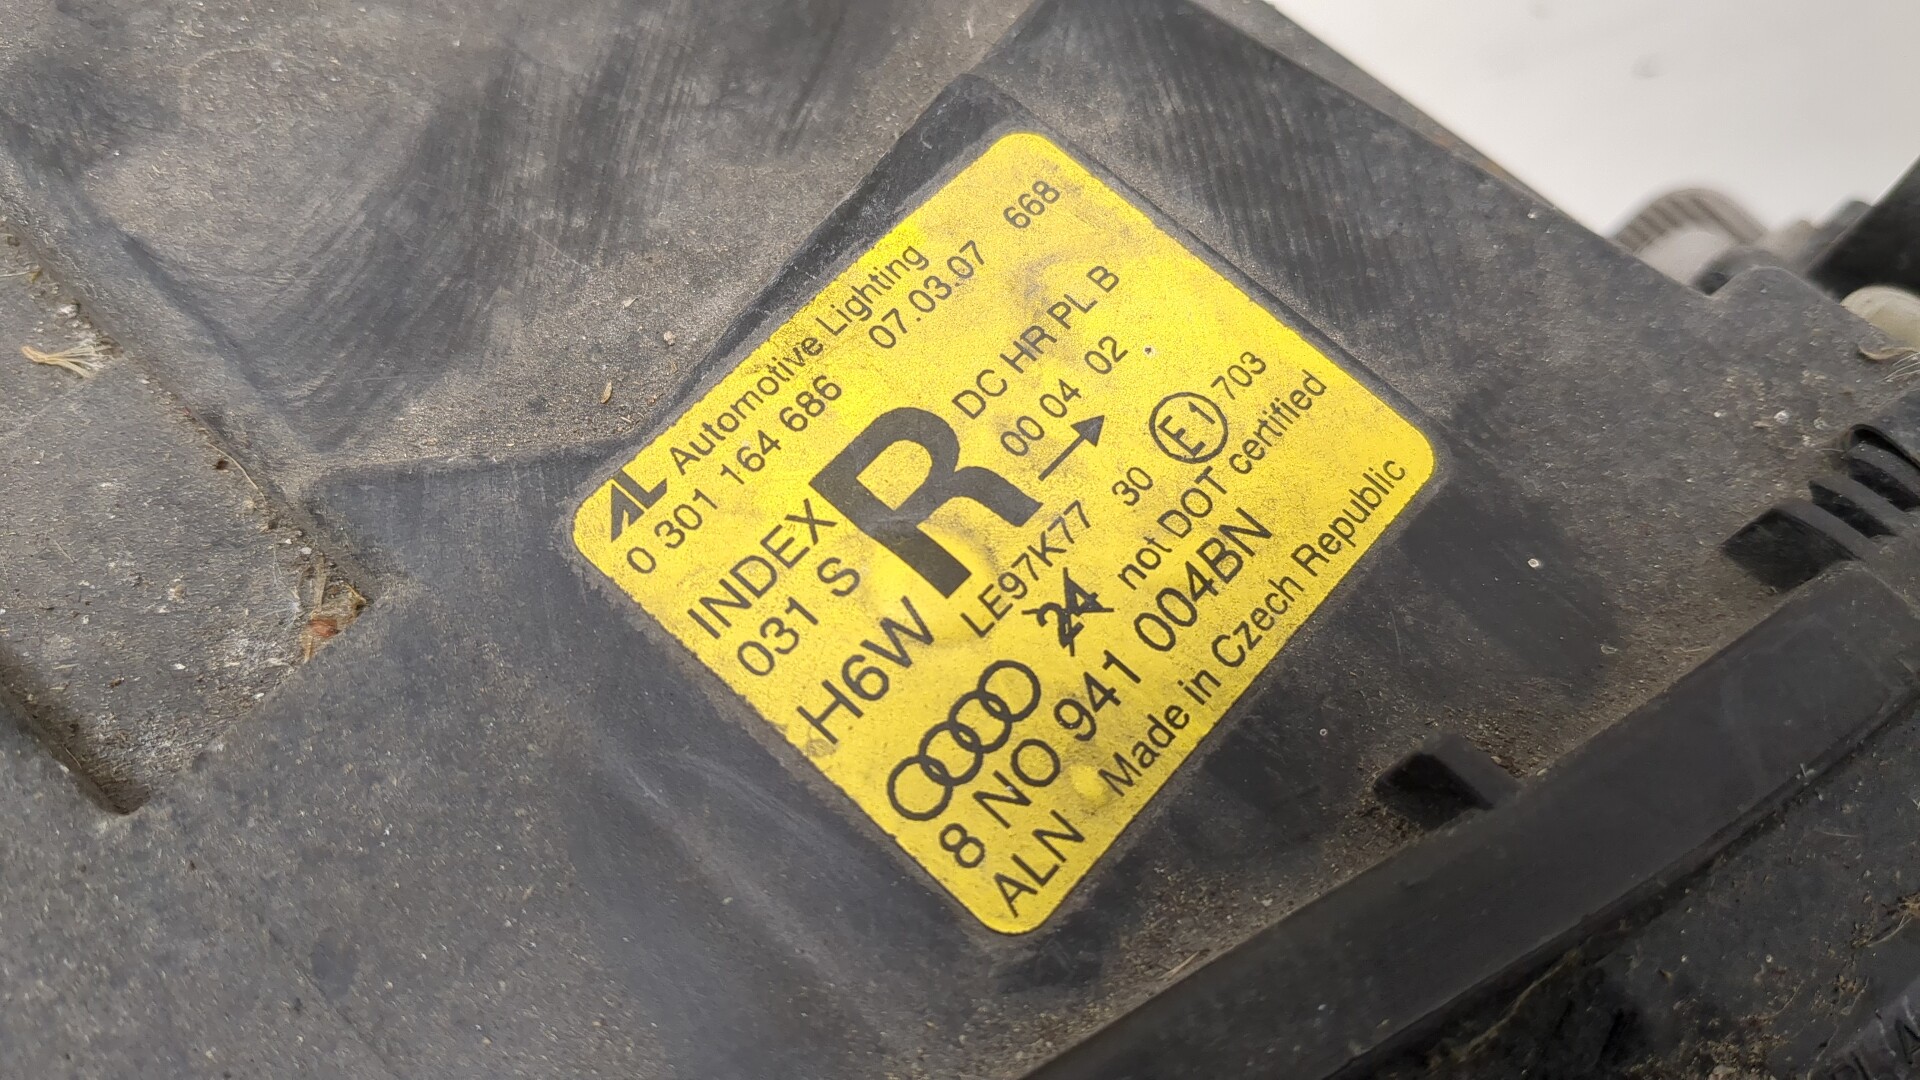 AL Automotive Lighting
0 301 164 686 07.03.07 668
INDEX R DC HR PL B
031 S 00 04 02
H6W LE97K77 30 E1 703
24 not DOT certified
8 NO 941 004BN
ALN Made in Czech Republic